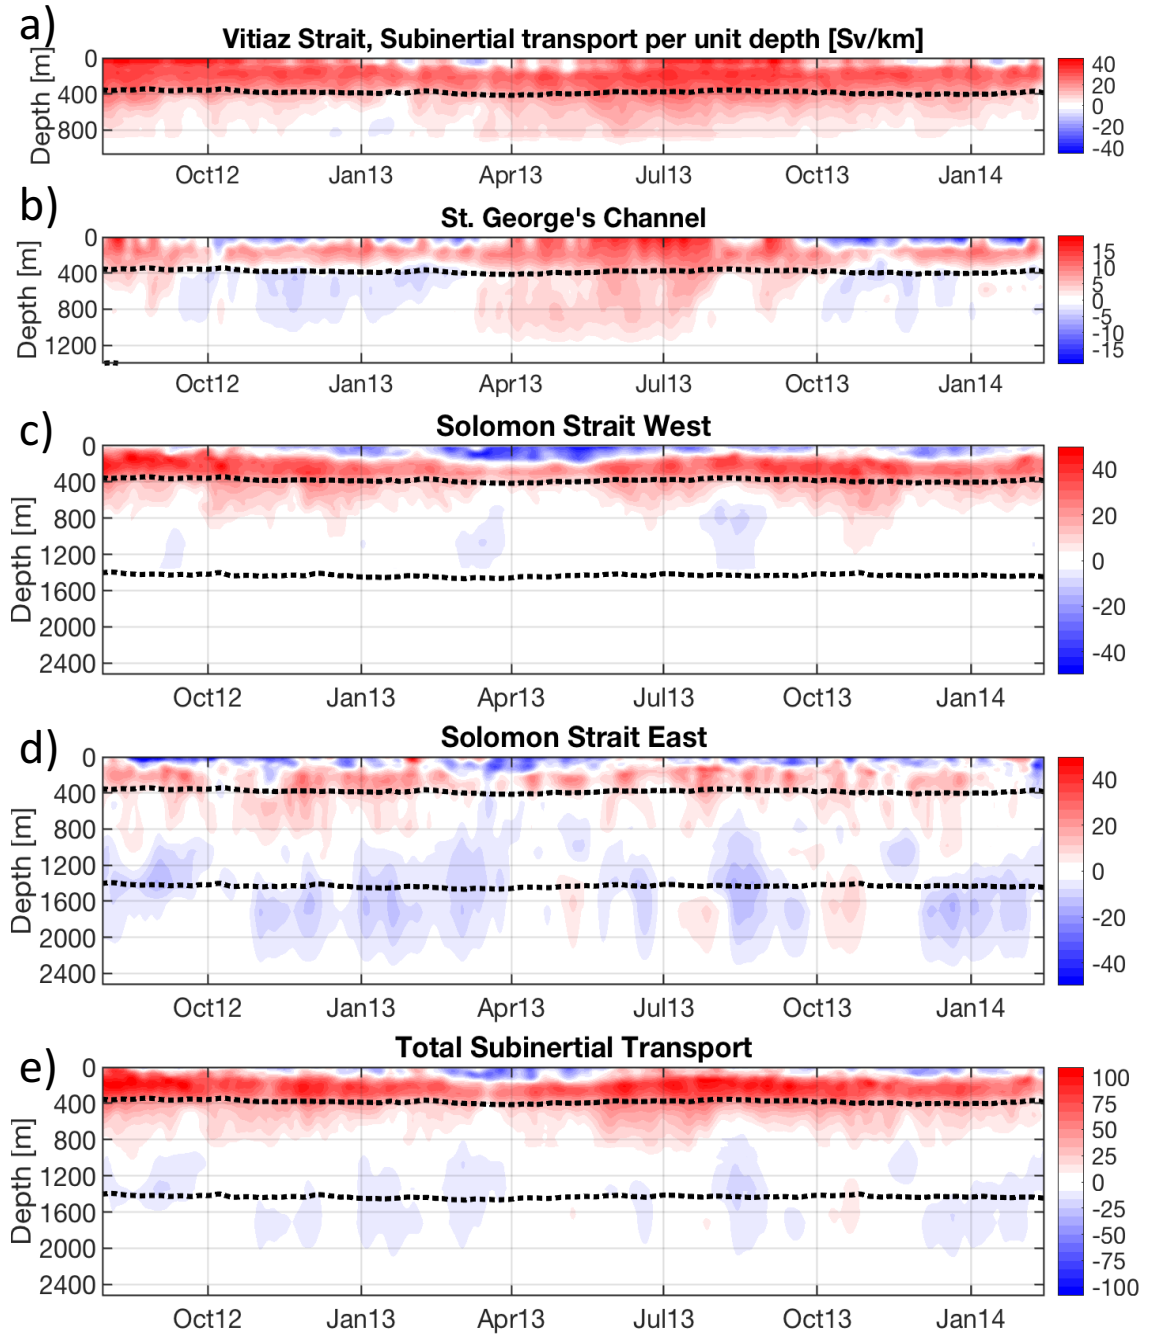 a)
Vitiaz Strait, Subinertial transport per unit depth [Sv/km]
Depth [m]
0
400
800
40
20
0
-20
-40
Oct12 Jan13 Apr13 Jul13 Oct13 Jan14
b)
St. George's Channel
Depth [m]
0
400
800
1200
15
10
5
0
-5
-10
-15
Oct12 Jan13 Apr13 Jul13 Oct13 Jan14
c)
Solomon Strait West
Depth [m]
0
400
800
1200
1600
2000
2400
40
20
0
-20
-40
Oct12 Jan13 Apr13 Jul13 Oct13 Jan14
d)
Solomon Strait East
Depth [m]
0
400
800
1200
1600
2000
2400
40
20
0
-20
-40
Oct12 Jan13 Apr13 Jul13 Oct13 Jan14
e)
Total Subinertial Transport
Depth [m]
0
400
800
1200
1600
2000
2400
100
75
50
25
0
-25
-50
-75
-100
Oct12 Jan13 Apr13 Jul13 Oct13 Jan14